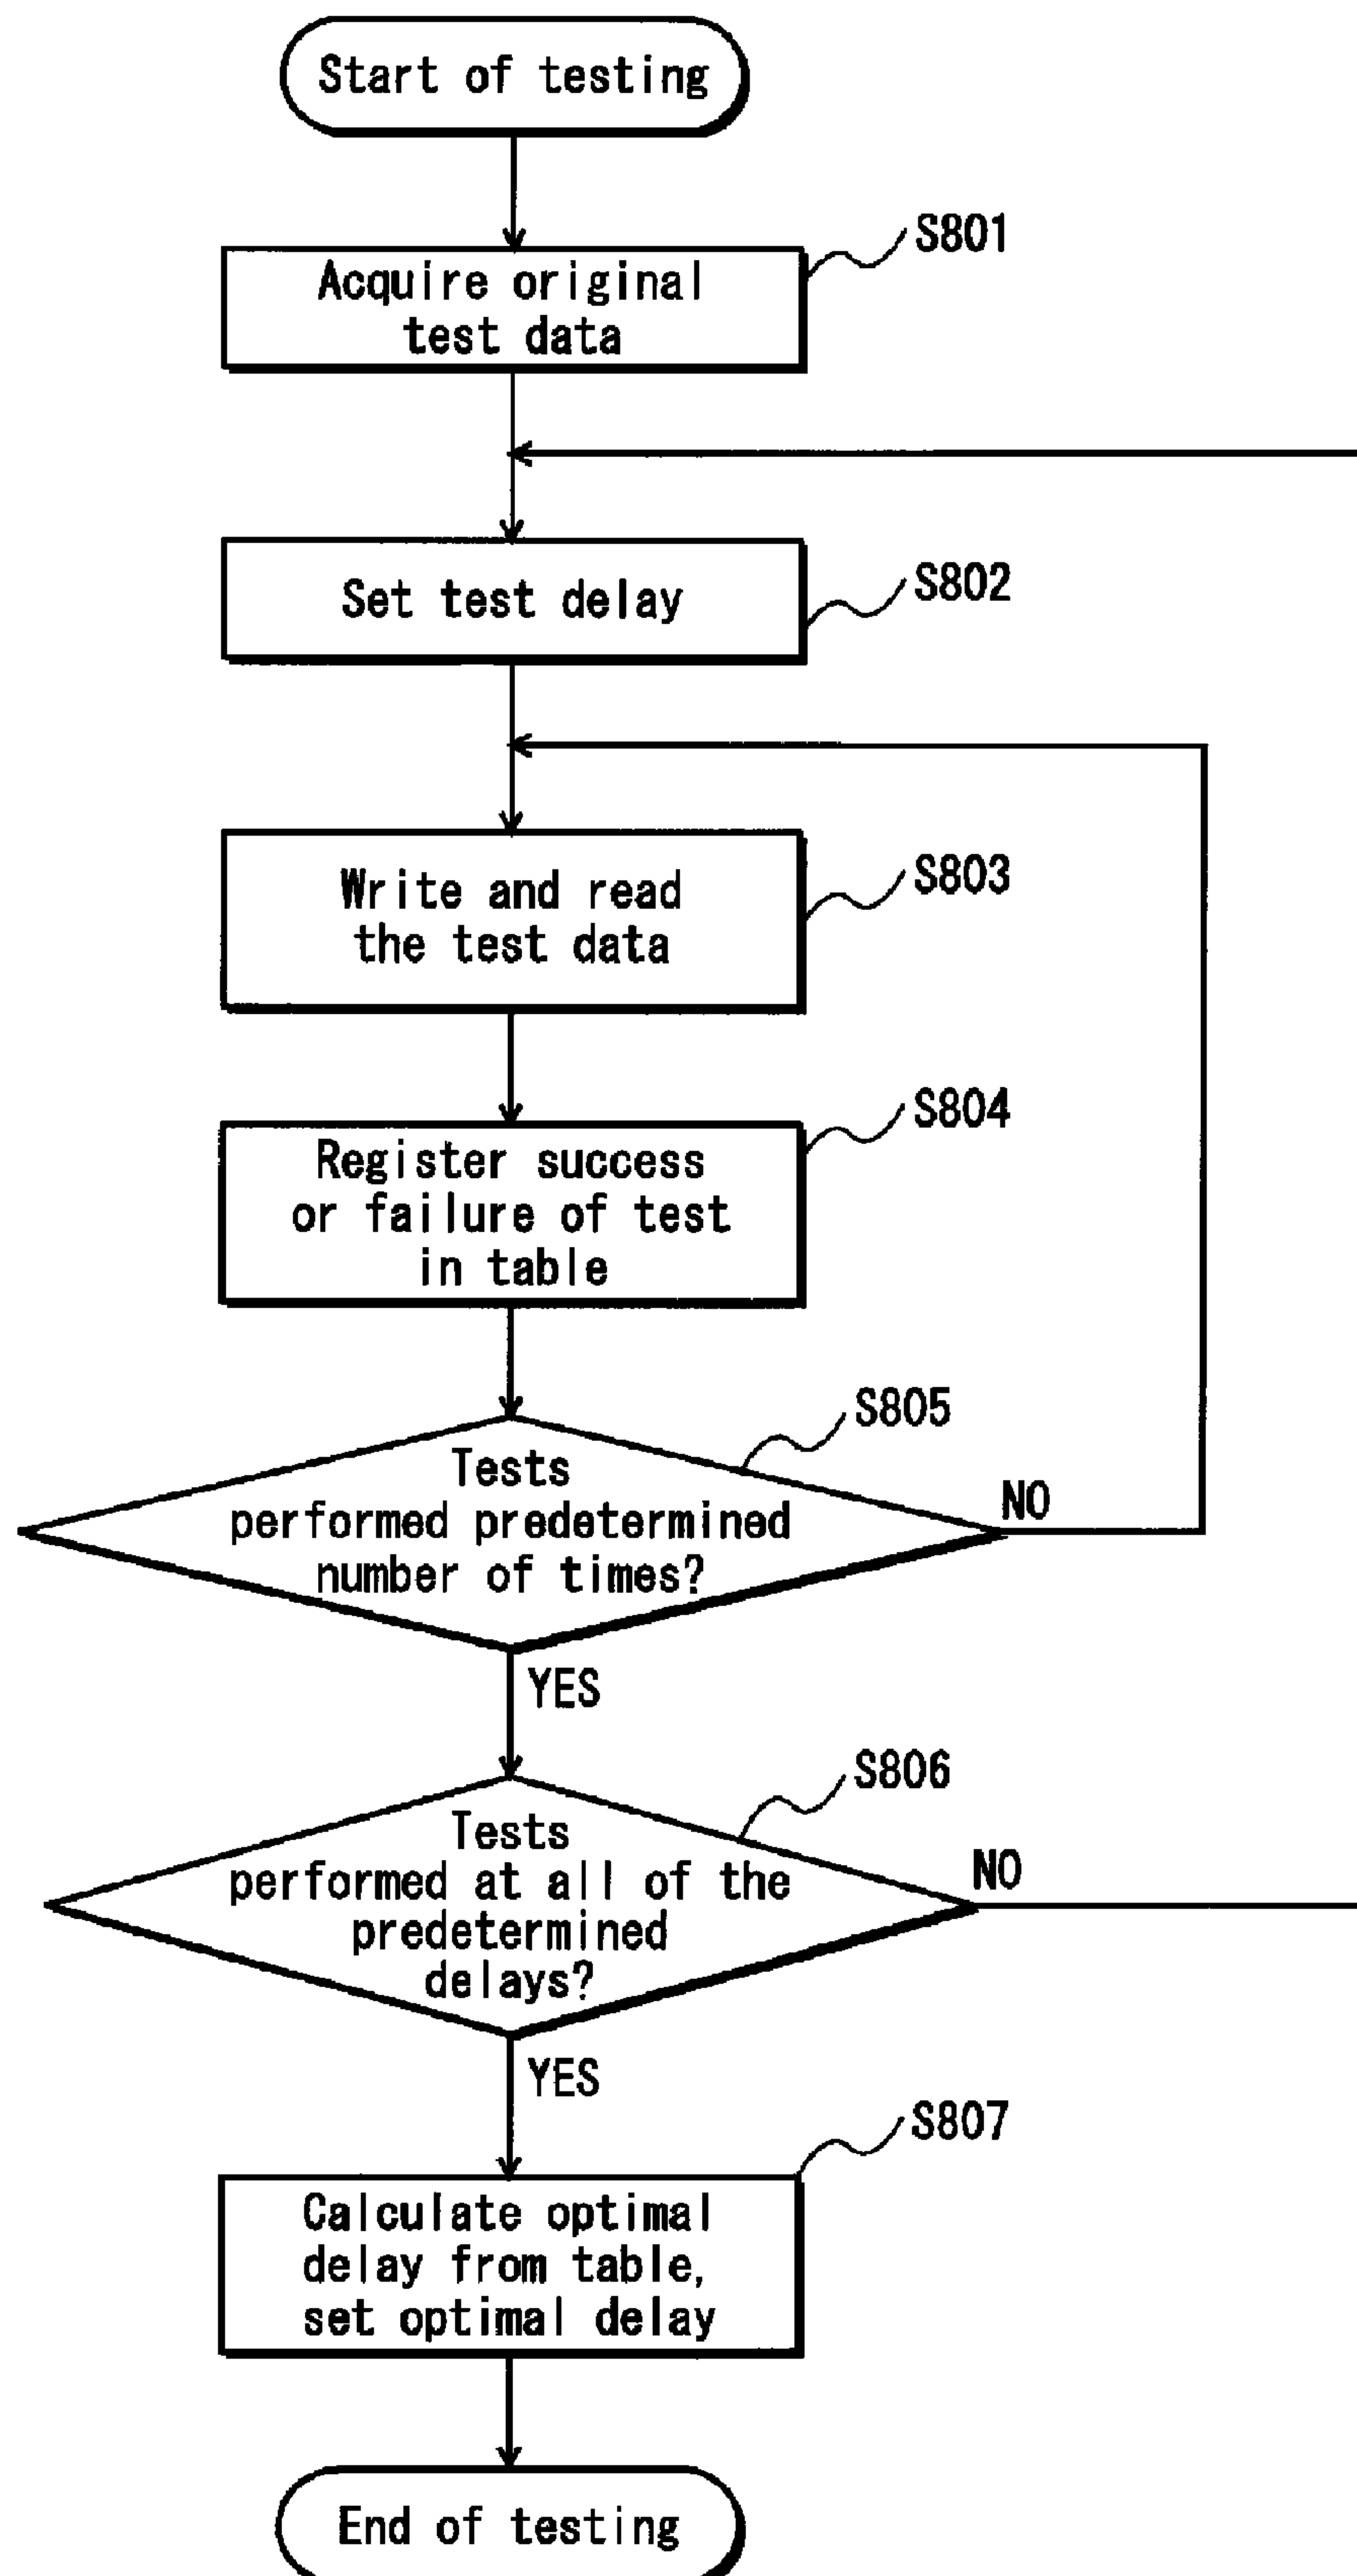 Start of testing
S801
Acquire original
test data
S802
Set test delay
S803
Write and read
the test data
S804
Register success
or failure of test
in table
S805
Tests
performed predetermined
number of times?
NO
YES
S806
Tests
performed at all of the
predetermined
delays?
NO
YES
S807
Calculate optimal
delay from table,
set optimal delay
End of testing